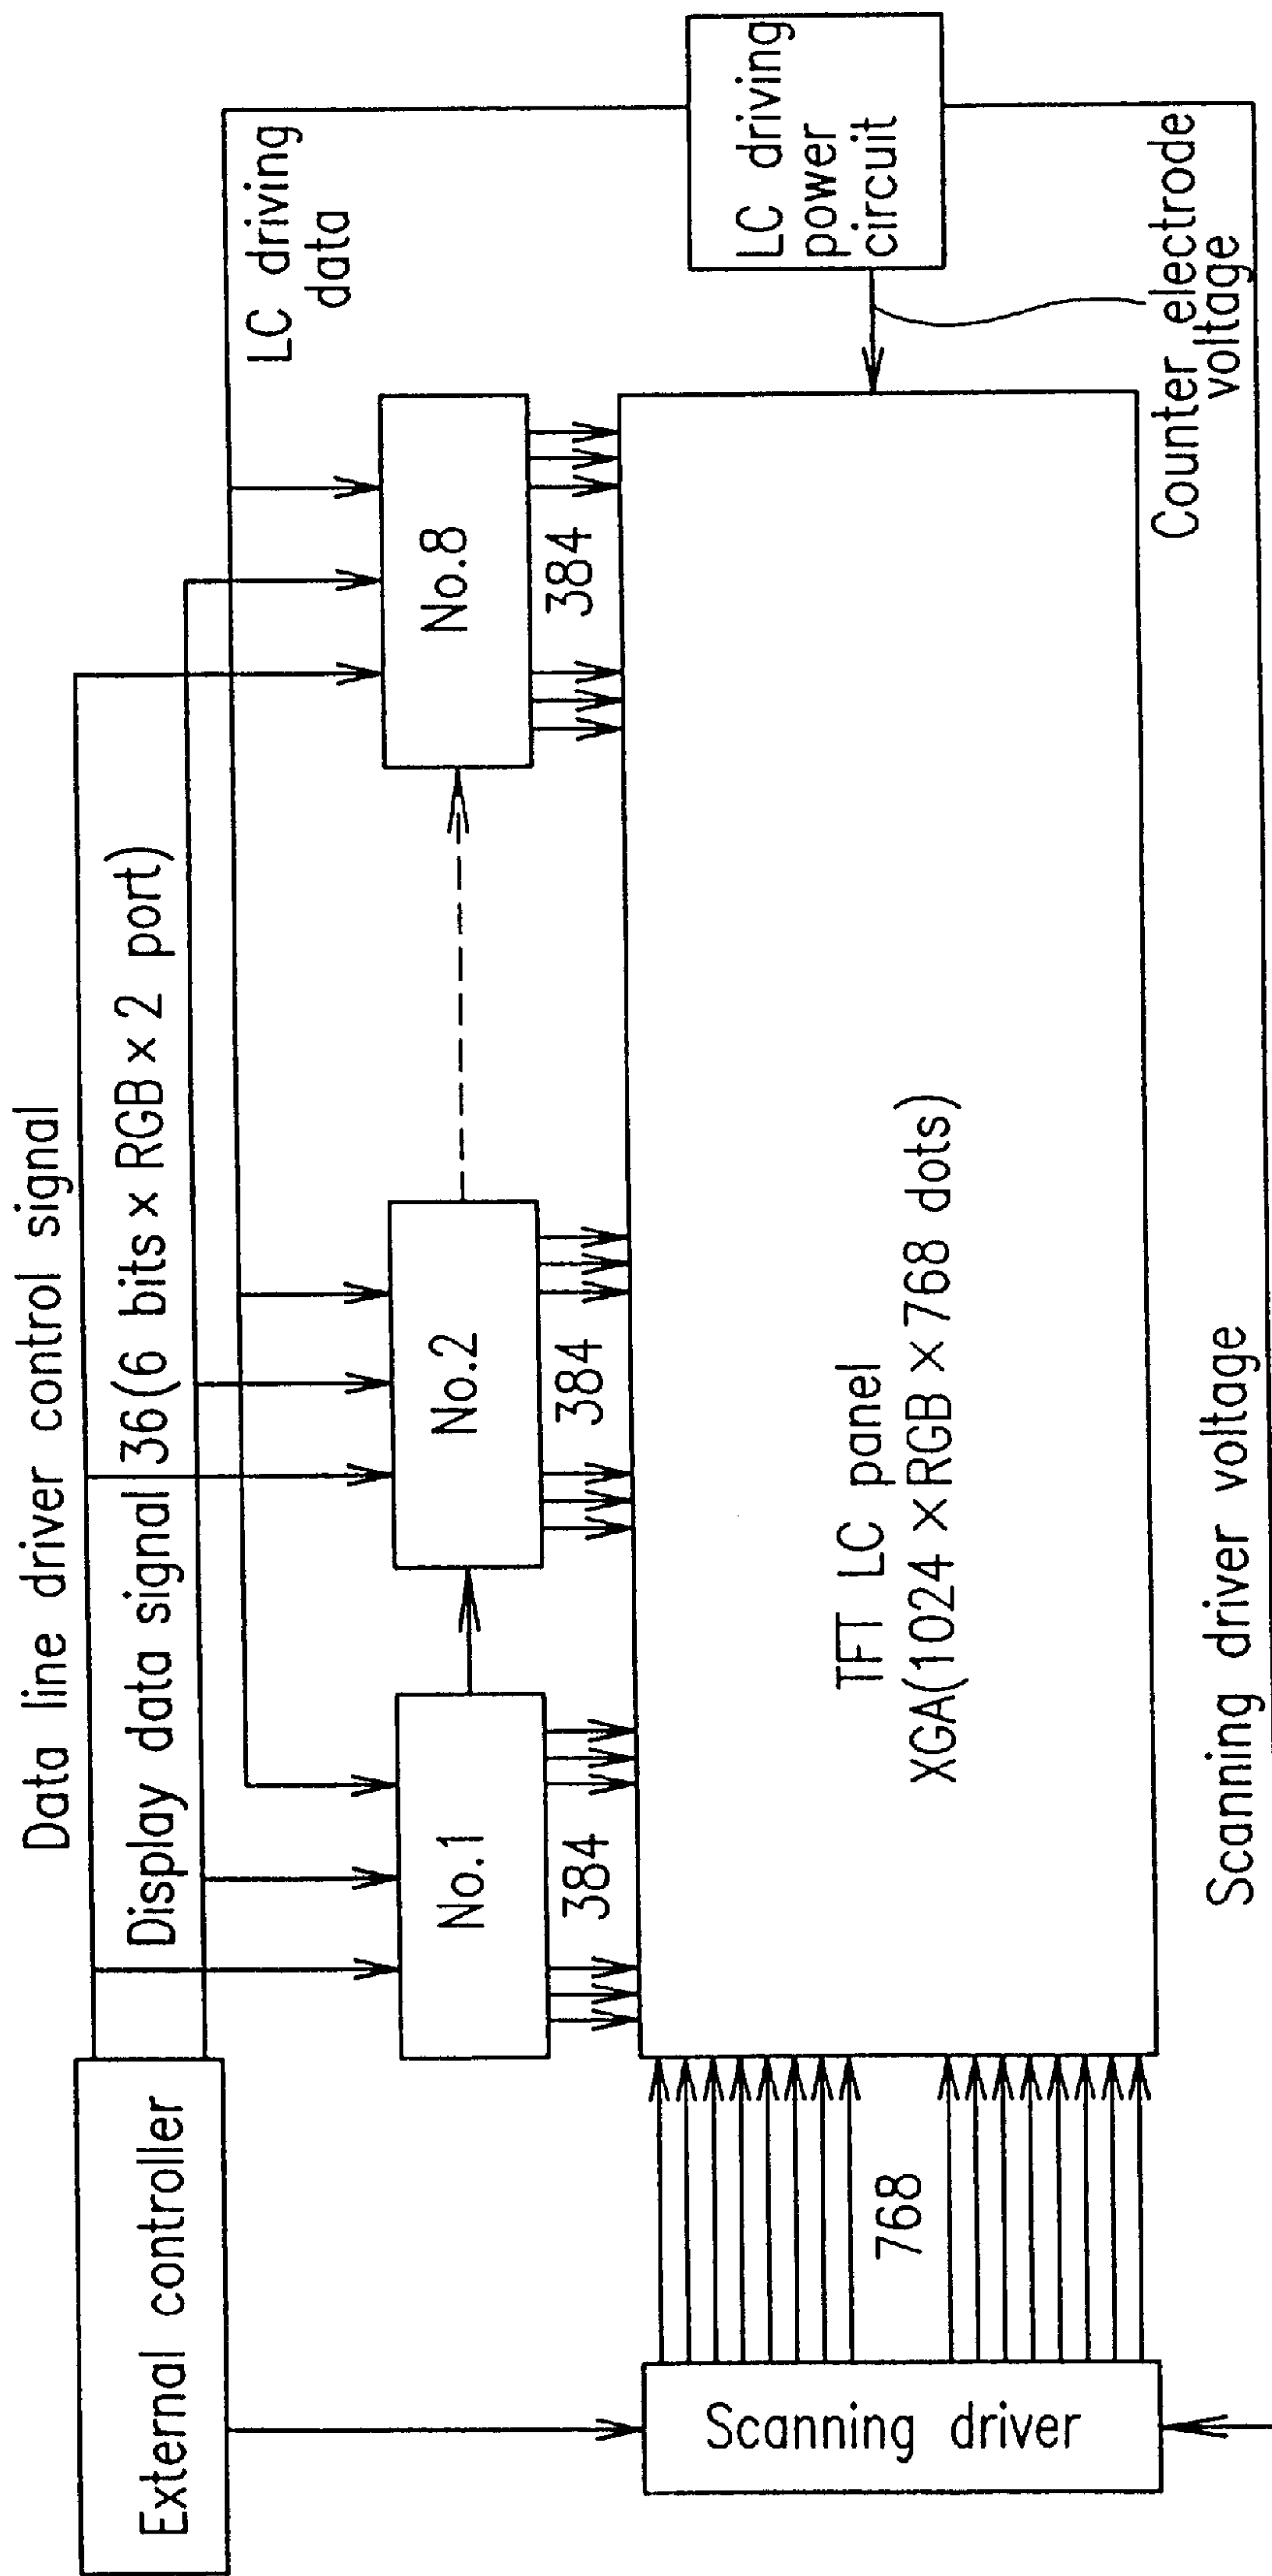 Data line driver control signal
Display data signal 36(6 bits × RGB × 2 port)
External controller
LC driving
data
No.1
No.2
No.8
384
384
384
LC driving
power
circuit
Counter electrode
voltage
TFT LC panel
XGA(1024 ×RGB ×768 dots)
768
Scanning driver
Scanning driver voltage